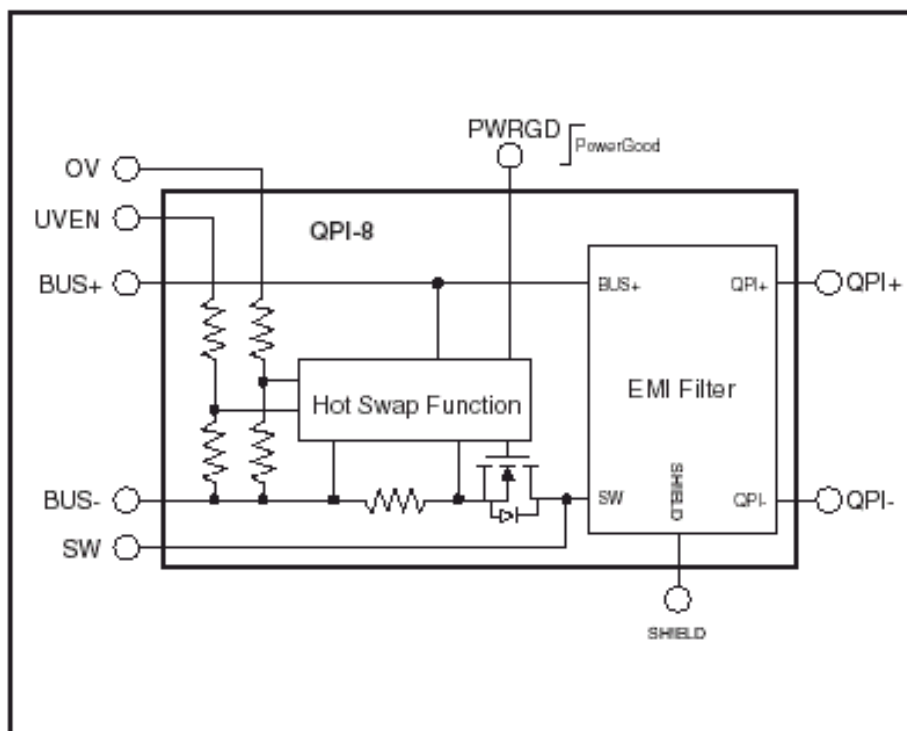 PWRGD
PowerGood
OV
UVEN
QPI-8
BUS+
BUS+
QPI+
QPI+
EMI Filter
Hot Swap Function
SHIELD
BUS-
SW
QPI-
QPI-
SW
SHIELD